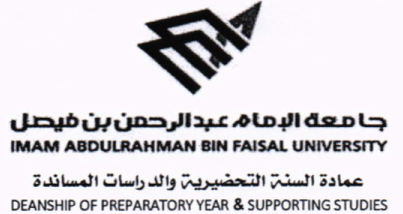 جامعة الإمام عبدالرحمن بن فيصل
IMAM ABDULRAHMAN BIN FAISAL UNIVERSITY
عمادة السنة التحضيرية والدراسات المساندة
DEANSHIP OF PREPARATORY YEAR & SUPPORTING STUDIES